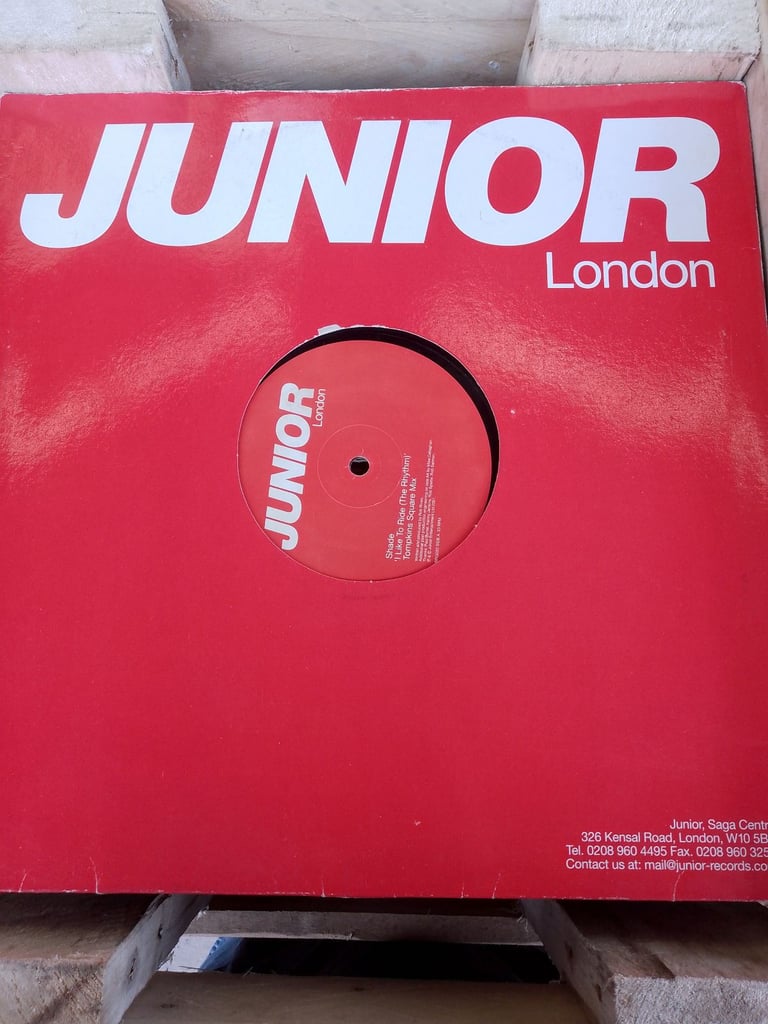 JUNIOR
London
JUNIOR
London
Shade
'I Like To Ride (The Rhythm)'
Tompkins Square Mix
Junior, Saga Centr
326 Kensal Road, London, W10 5B
Tel. 0208 960 4495 Fax. 0208 960 325
Contact us at: mail@junior-records.co